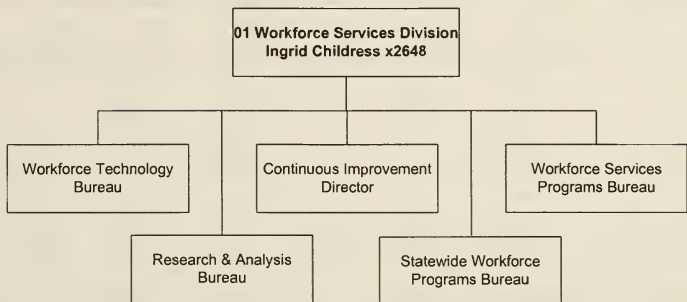 01 Workforce Services Division
Ingrid Childress x2648
Workforce Technology
Bureau
Continuous Improvement
Director
Workforce Services
Programs Bureau
Research & Analysis
Bureau
Statewide Workforce
Programs Bureau